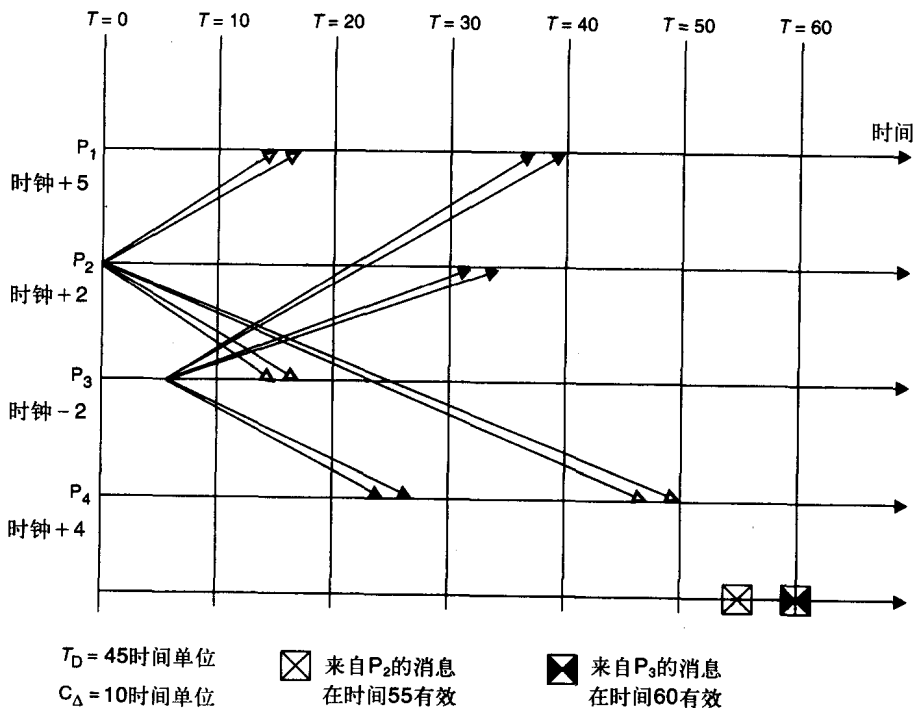 T = 0 T = 10 T = 20 T = 30 T = 40 T = 50 T = 60
时间
P1
时钟+5
P2
时钟+2
P3
时钟-2
P4
时钟+4
TD = 45时间单位
CΔ = 10时间单位
来自P2的消息
在时间55有效
来自P3的消息
在时间60有效